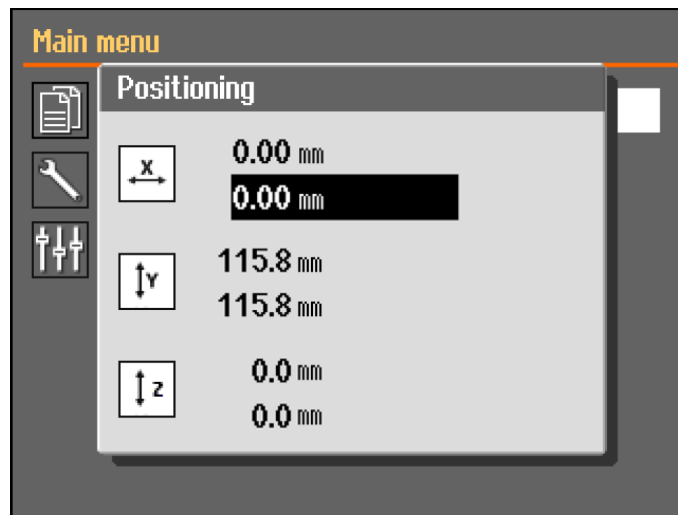 Main menu
Positioning
X
0.00 mm
0.00 mm
Y
115.8 mm
115.8 mm
Z
0.0 mm
0.0 mm